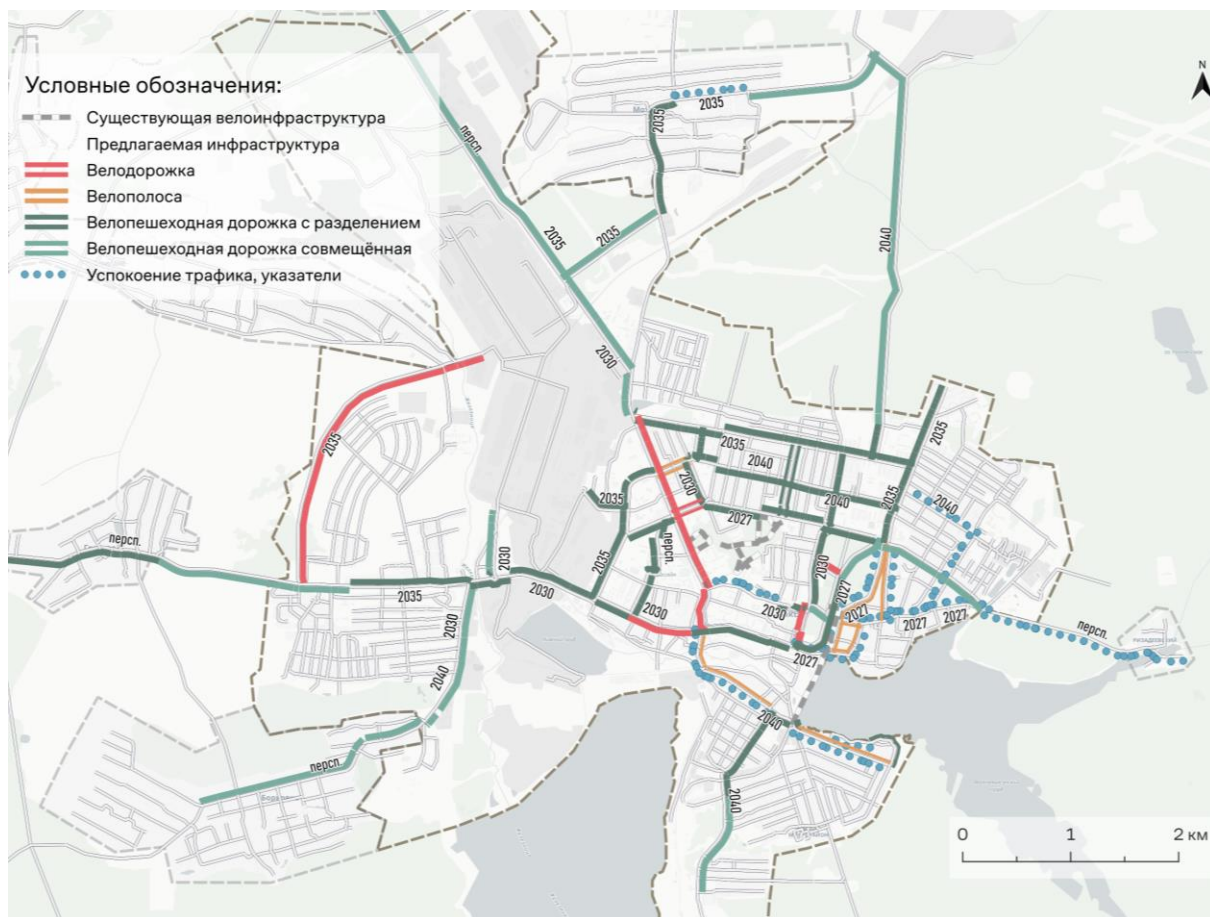 N
Условные обозначения:
Существующая велоинфраструктура
Предлагаемая инфраструктура
Велодорожка
Велополоса
Велопешеходная дорожка с разделением
Велопешеходная дорожка совмещённая
Успокоение трафика, указатели
персп.
2035
2035
2035
2035
2040
2030
2035
2035
2035
2040
2030
2040
2035
2040
2035
2027
персп.
персп.
2030
2035
2030
2027
2035
2030
2030
2030
2027
2027
2027
персп.
2030
2027
2040
2040
персп.
2040
0
1
2 км